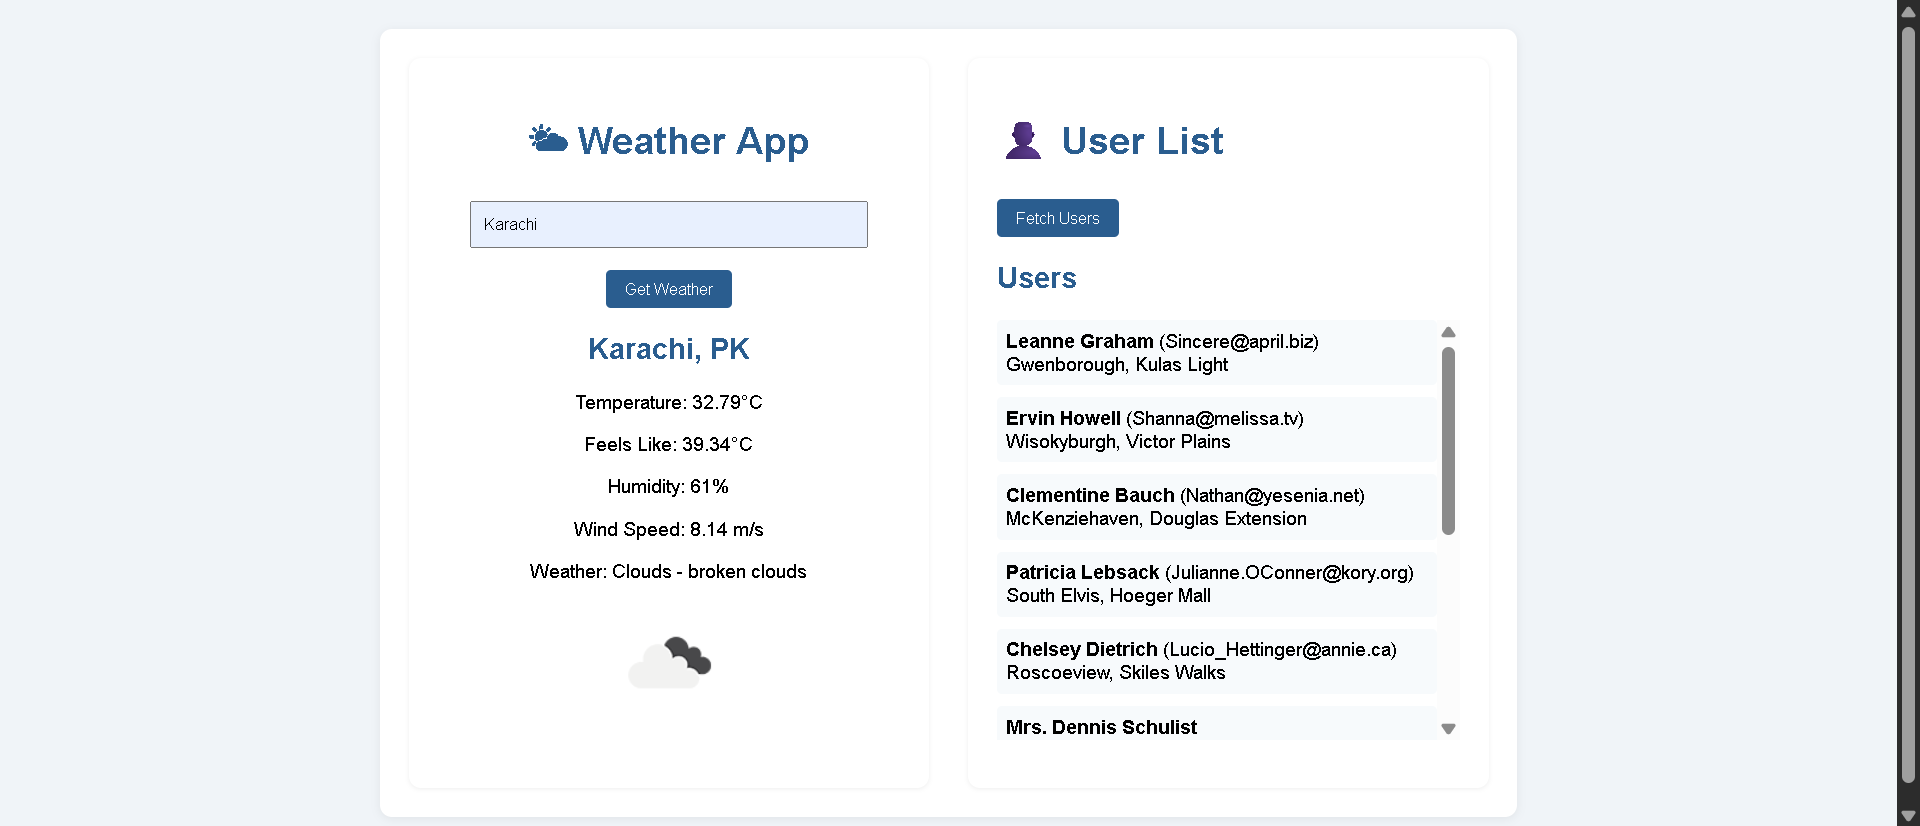 Weather App
Karachi
Get Weather
Karachi, PK
Temperature: 32.79°C
Feels Like: 39.34°C
Humidity: 61%
Wind Speed: 8.14 m/s
Weather: Clouds - broken clouds
User List
Fetch Users
Users
Leanne Graham (Sincere@april.biz)
Gwenborough, Kulas Light
Ervin Howell (Shanna@melissa.tv)
Wisokyburgh, Victor Plains
Clementine Bauch (Nathan@yesenia.net)
McKenziehaven, Douglas Extension
Patricia Lebsack (Julianne.OConner@kory.org)
South Elvis, Hoeger Mall
Chelsey Dietrich (Lucio_Hettinger@annie.ca)
Roscoeview, Skiles Walks
Mrs. Dennis Schulist